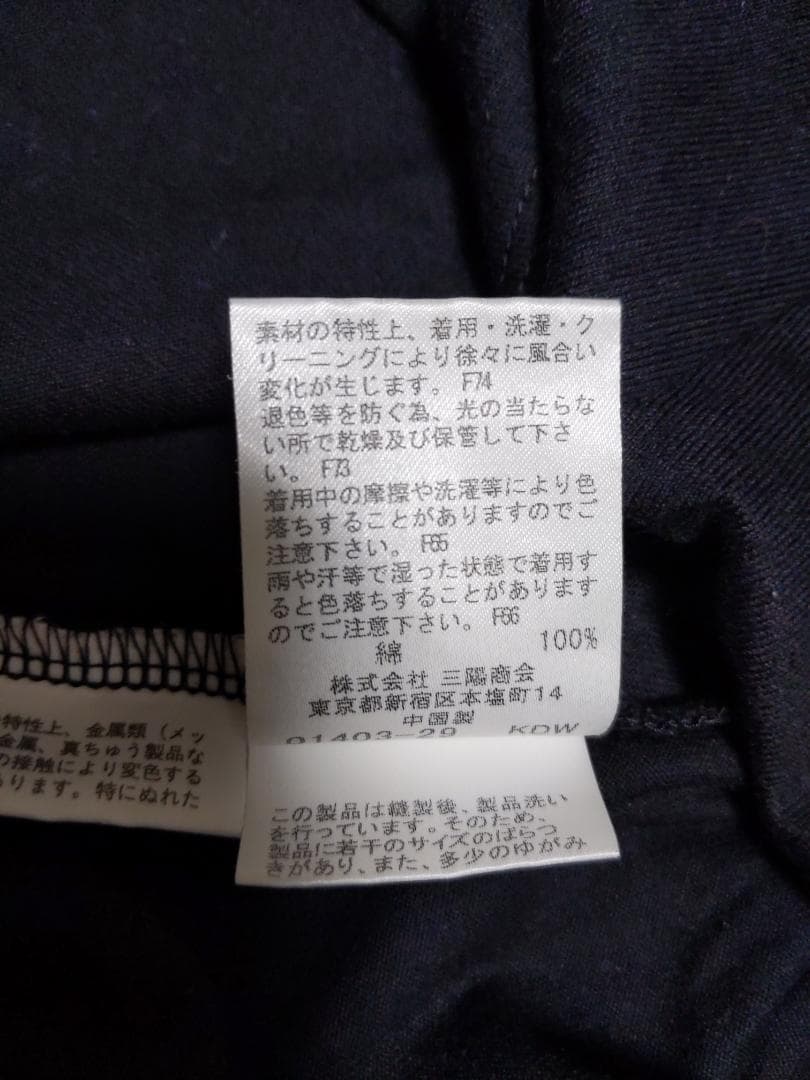 素材の特性上、着用・洗濯・ク
リーニングにより徐々に風合い
変化が生じます。 F74
退色等を防ぐ為、光の当たらな
い所で乾燥及び保管して下さ
い。 F73
着用中の摩擦や洗濯等により色
落ちすることがありますのでご
注意下さい。 F65
雨や汗等で湿った状態で着用す
ると色落ちすることがあります
のでご注意下さい。 F66
綿 100%
株式会社 三陽商会
東京都新宿区本塩町14
中国製
01403-29 KDW
特性上、金属類（メッ
金属、真ちゅう製品な
の接触により変色する
ります。特にぬれた
この製品は縫製後、製品洗い
を行っています。そのため、
製品に若干のサイズのばらつ
きがあり、また、多少のゆがみ